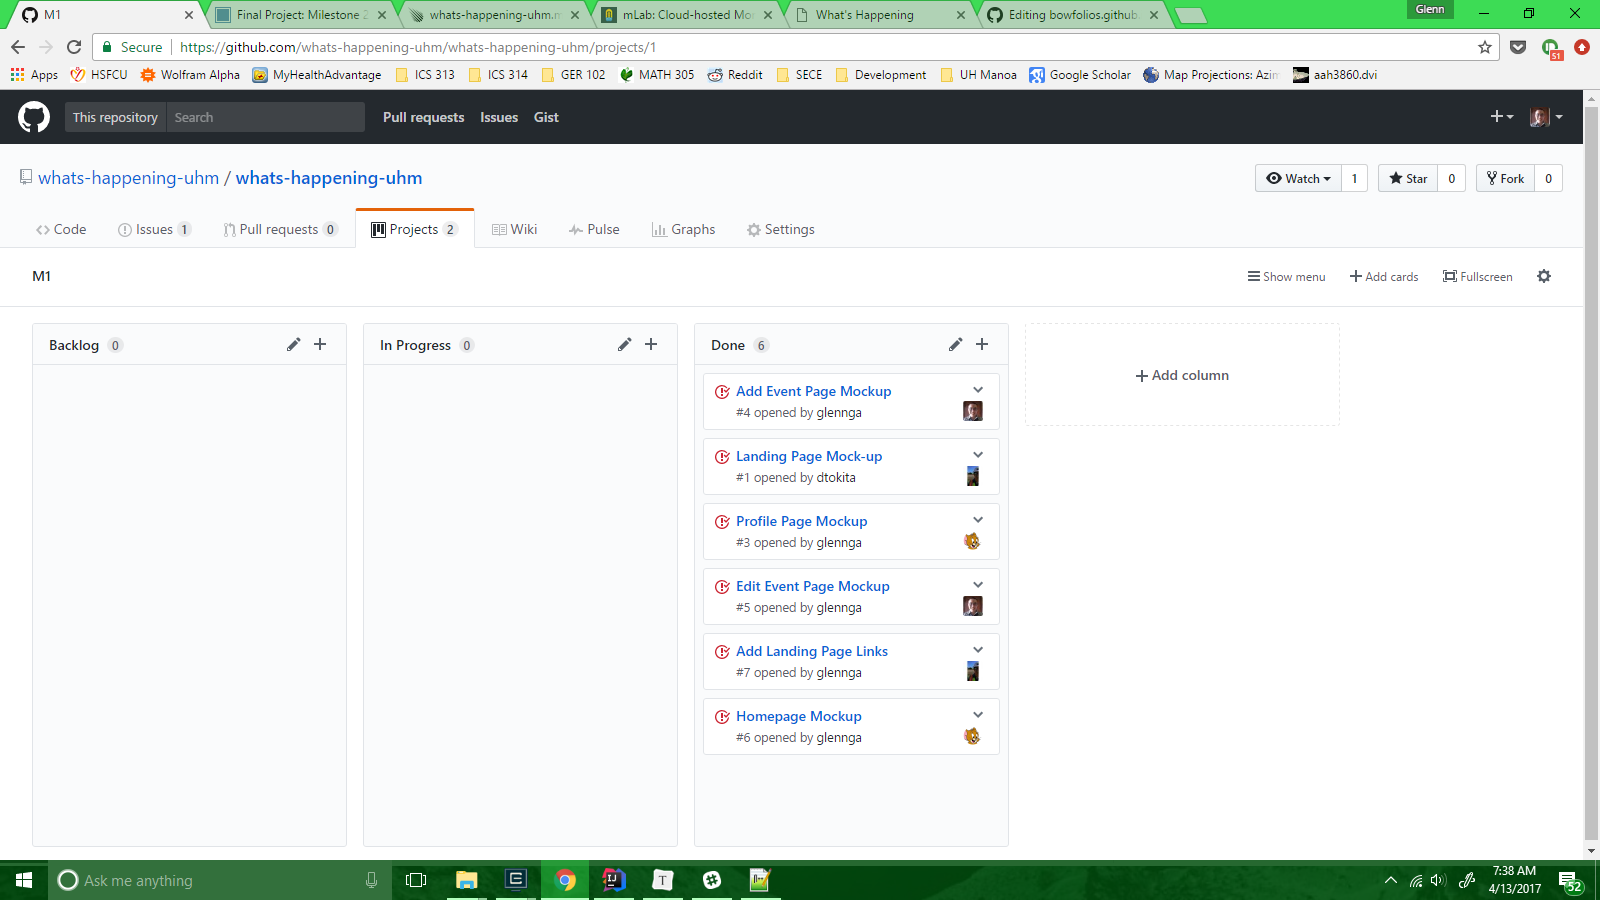 M1
Final Project: Milestone 2
whats-happening-uhm.m
mLab: Cloud-hosted Mon
What's Happening
Editing bowfolios.github.
Glenn
Secure
https://github.com/whats-happening-uhm/whats-happening-uhm/projects/1
51
Apps
HSFCU
Wolfram Alpha
MyHealthAdvantage
ICS 313
ICS 314
GER 102
MATH 305
Reddit
SECE
Development
UH Manoa
Google Scholar
Map Projections: Azim
aah3860.dvi
This repository
Search
Pull requests
Issues
Gist
whats-happening-uhm / whats-happening-uhm
Watch 1
Star 0
Fork 0
Code
Issues 1
Pull requests 0
Projects 2
Wiki
Pulse
Graphs
Settings
M1
Show menu
Add cards
Fullscreen
Backlog 0
In Progress 0
Done 6
Add Event Page Mockup
#4 opened by glennga
Landing Page Mock-up
#1 opened by dtokita
Profile Page Mockup
#3 opened by glennga
Edit Event Page Mockup
#5 opened by glennga
Add Landing Page Links
#7 opened by glennga
Homepage Mockup
#6 opened by glennga
Add column
Ask me anything
7:38 AM
4/13/2017
52